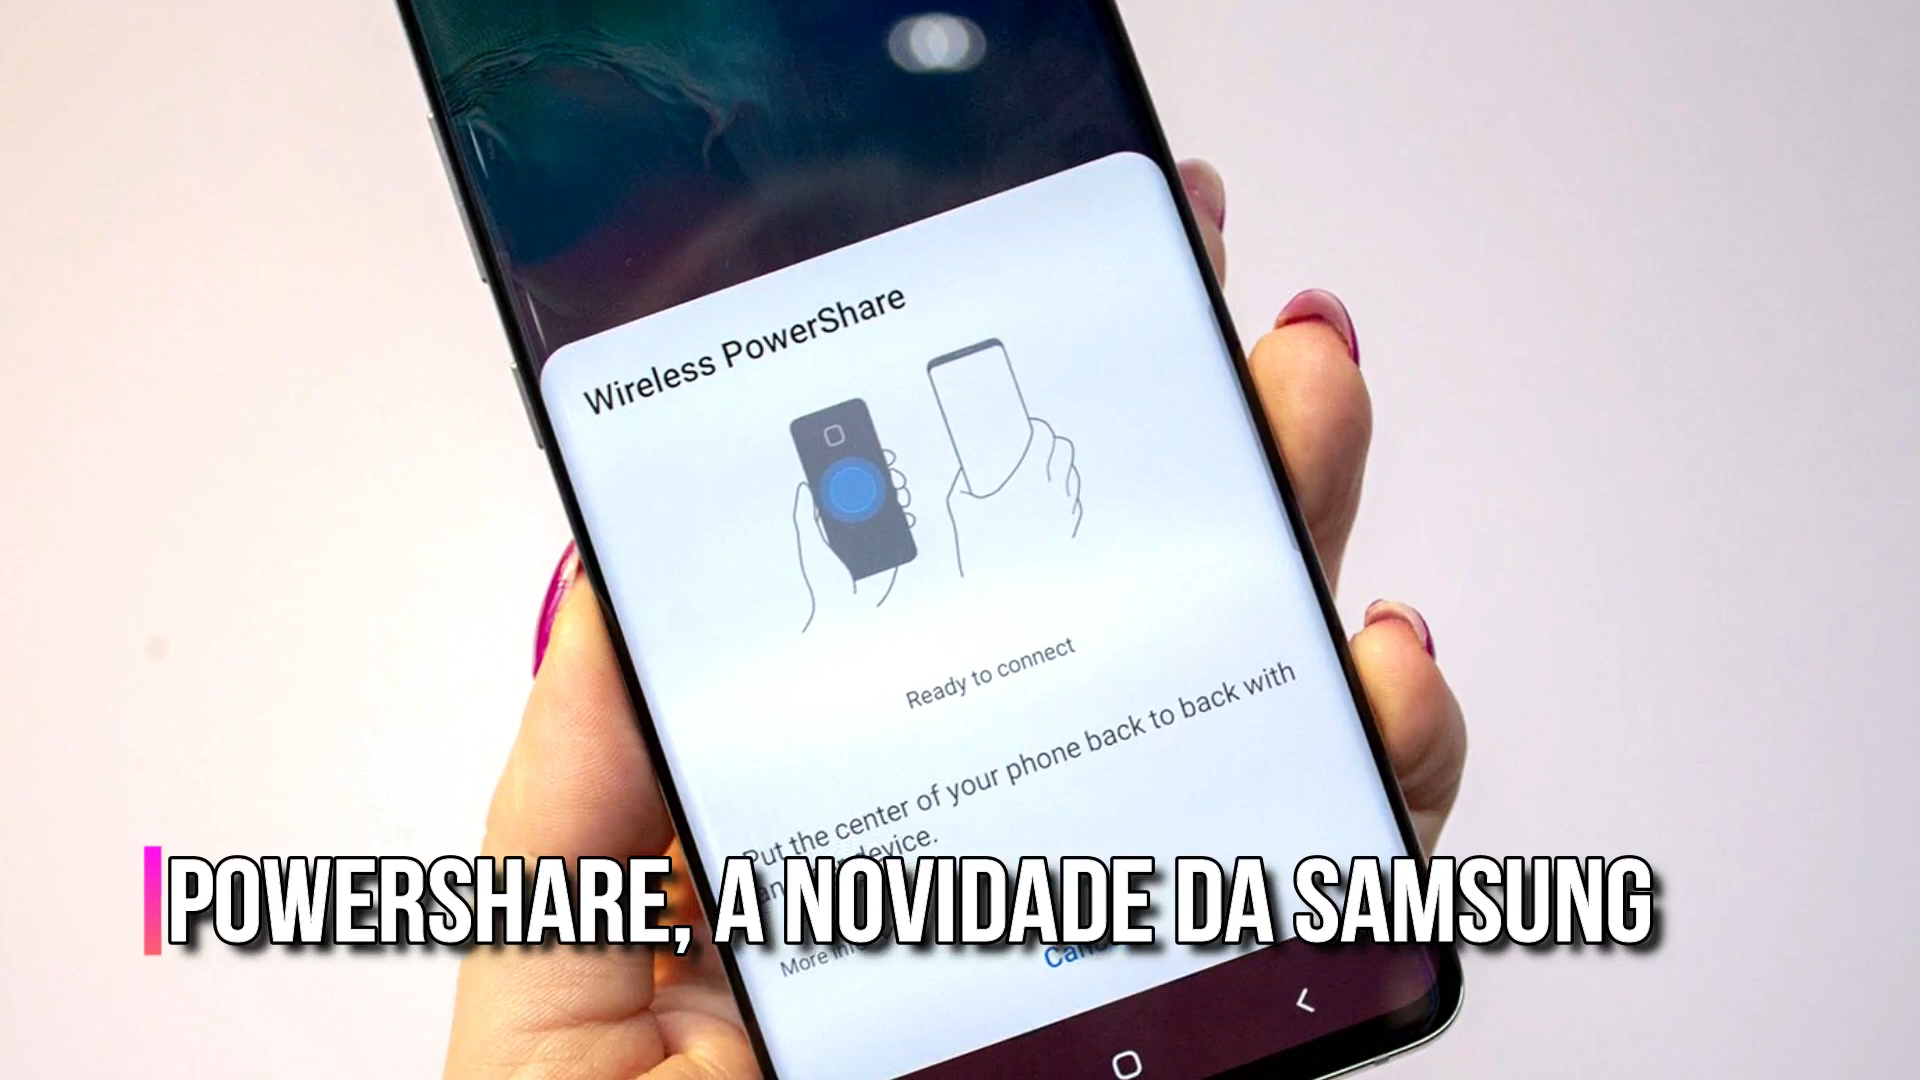 Wireless PowerShare
Ready to connect
Put the center of your phone back to back with
device.
POWERSHARE, A NOVIDADE DA SAMSUNG
More